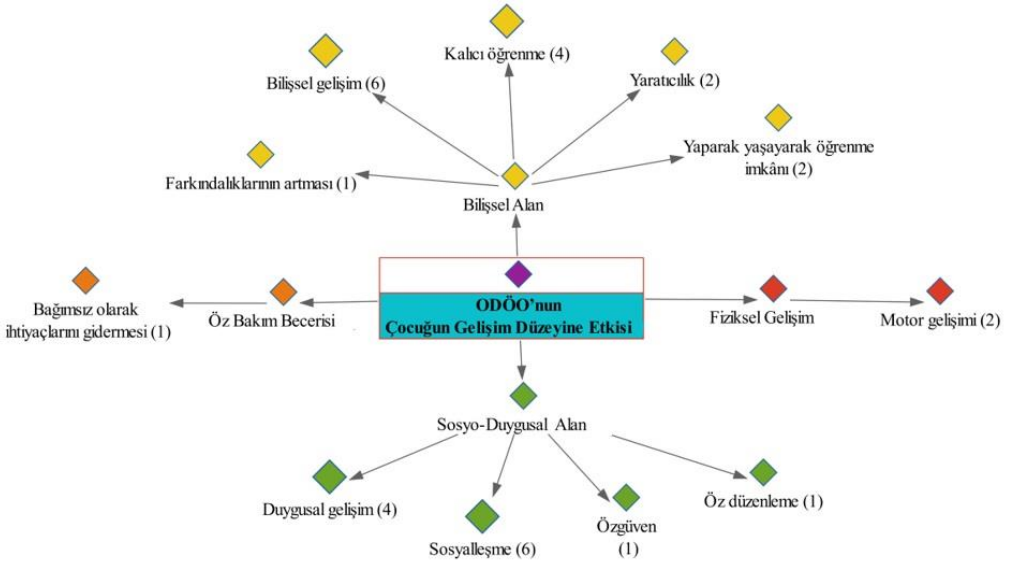 Kalıcı öğrenme (4)
Bilişsel gelişim (6)
Yaratıcılık (2)
Yaparak yaşayarak öğrenme
imkânı (2)
Farkındalıklarının artması (1)
Bilişsel Alan
ODÖO’nun
Çocuğun Gelişim Düzeyine Etkisi
Bağımsız olarak
ihtiyaçlarını gidermesi (1)
Öz Bakım Becerisi
Fiziksel Gelişim
Motor gelişimi (2)
Sosyo-Duygusal Alan
Duygusal gelişim (4)
Sosyalleşme (6)
Özgüven
(1)
Öz düzenleme (1)